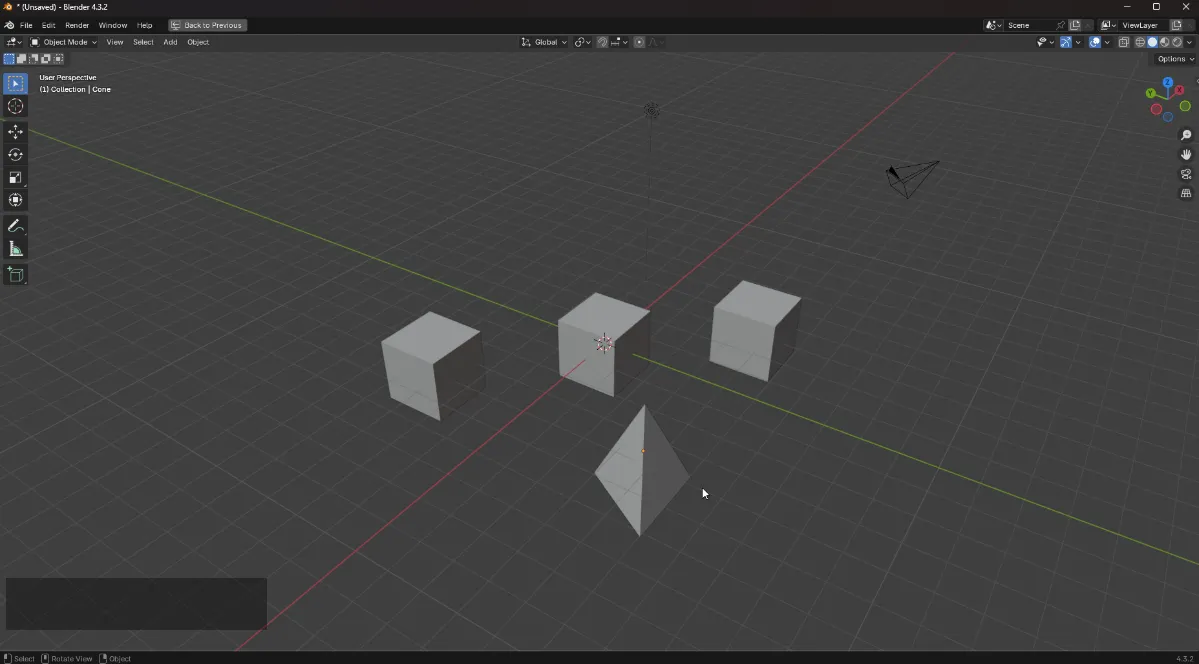 * (Unsaved) - Blender 4.3.2
File Edit Render Window Help Back to Previous Scene ViewLayer
Object Mode View Select Add Object Global
Options
User Perspective
(1) Collection | Cone
Z
Y X
Select Rotate View Object 4.3.2